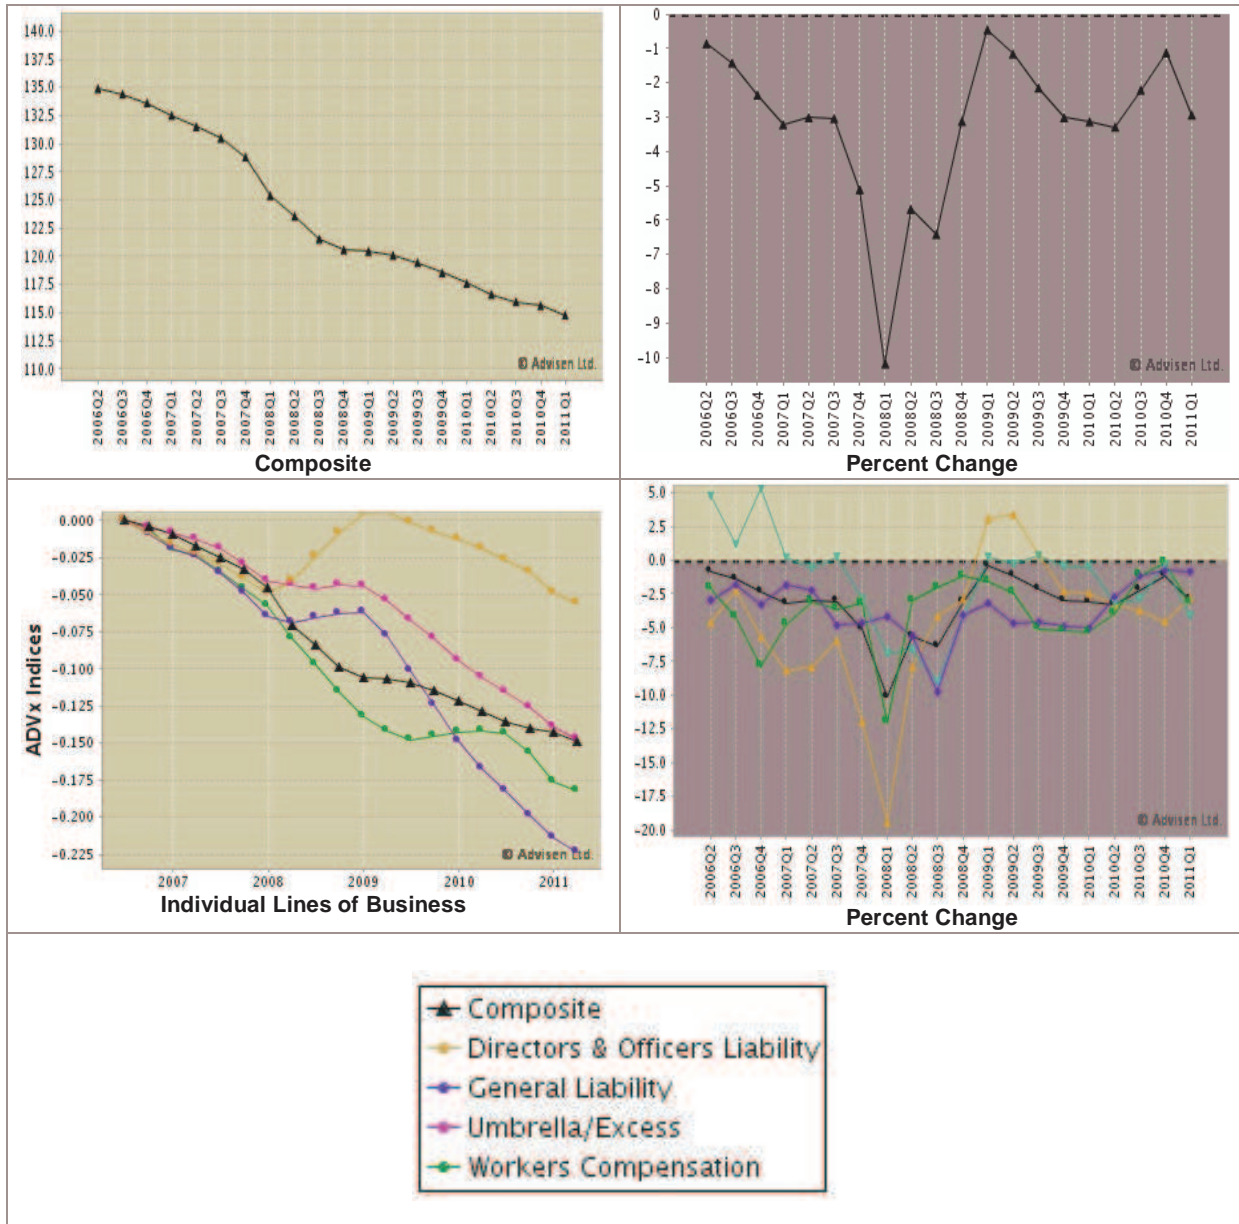 140.0
137.5
135.0
132.5
130.0
127.5
125.0
122.5
120.0
117.5
115.0
112.5
110.0
© Advisen Ltd.
2006Q2 2006Q3 2006Q4 2007Q1 2007Q2 2007Q3 2007Q4 2008Q1 2008Q2 2008Q3 2008Q4 2009Q1 2009Q2 2009Q3 2009Q4 2010Q1 2010Q2 2010Q3 2010Q4 2011Q1
Composite
0
-1
-2
-3
-4
-5
-6
-7
-8
-9
-10
© Advisen Ltd.
2006Q2 2006Q3 2006Q4 2007Q1 2007Q2 2007Q3 2007Q4 2008Q1 2008Q2 2008Q3 2008Q4 2009Q1 2009Q2 2009Q3 2009Q4 2010Q1 2010Q2 2010Q3 2010Q4 2011Q1
Percent Change
ADVx Indices
0.000
-0.025
-0.050
-0.075
-0.100
-0.125
-0.150
-0.175
-0.200
-0.225
© Advisen Ltd.
2007 2008 2009 2010 2011
Individual Lines of Business
5.0
2.5
0.0
-2.5
-5.0
-7.5
-10.0
-12.5
-15.0
-17.5
-20.0
© Advisen Ltd.
2006Q2 2006Q3 2006Q4 2007Q1 2007Q2 2007Q3 2007Q4 2008Q1 2008Q2 2008Q3 2008Q4 2009Q1 2009Q2 2009Q3 2009Q4 2010Q1 2010Q2 2010Q3 2010Q4 2011Q1
Percent Change
Composite
Directors & Officers Liability
General Liability
Umbrella/Excess
Workers Compensation